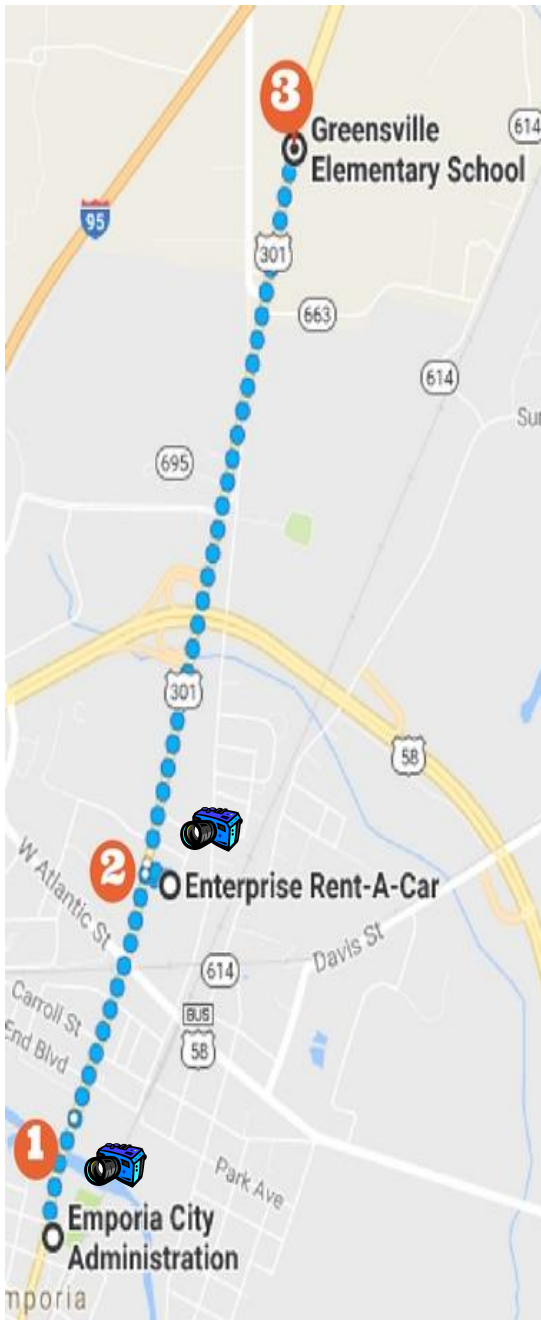 3
Greensville
Elementary School
614
95
301
663
614
Sur
695
301
58
2
Enterprise Rent-A-Car
W Atlantic St
Davis St
614
Carroll St
End Blvd
BUS
58
1
Park Ave
Emporia City
Administration
mporia